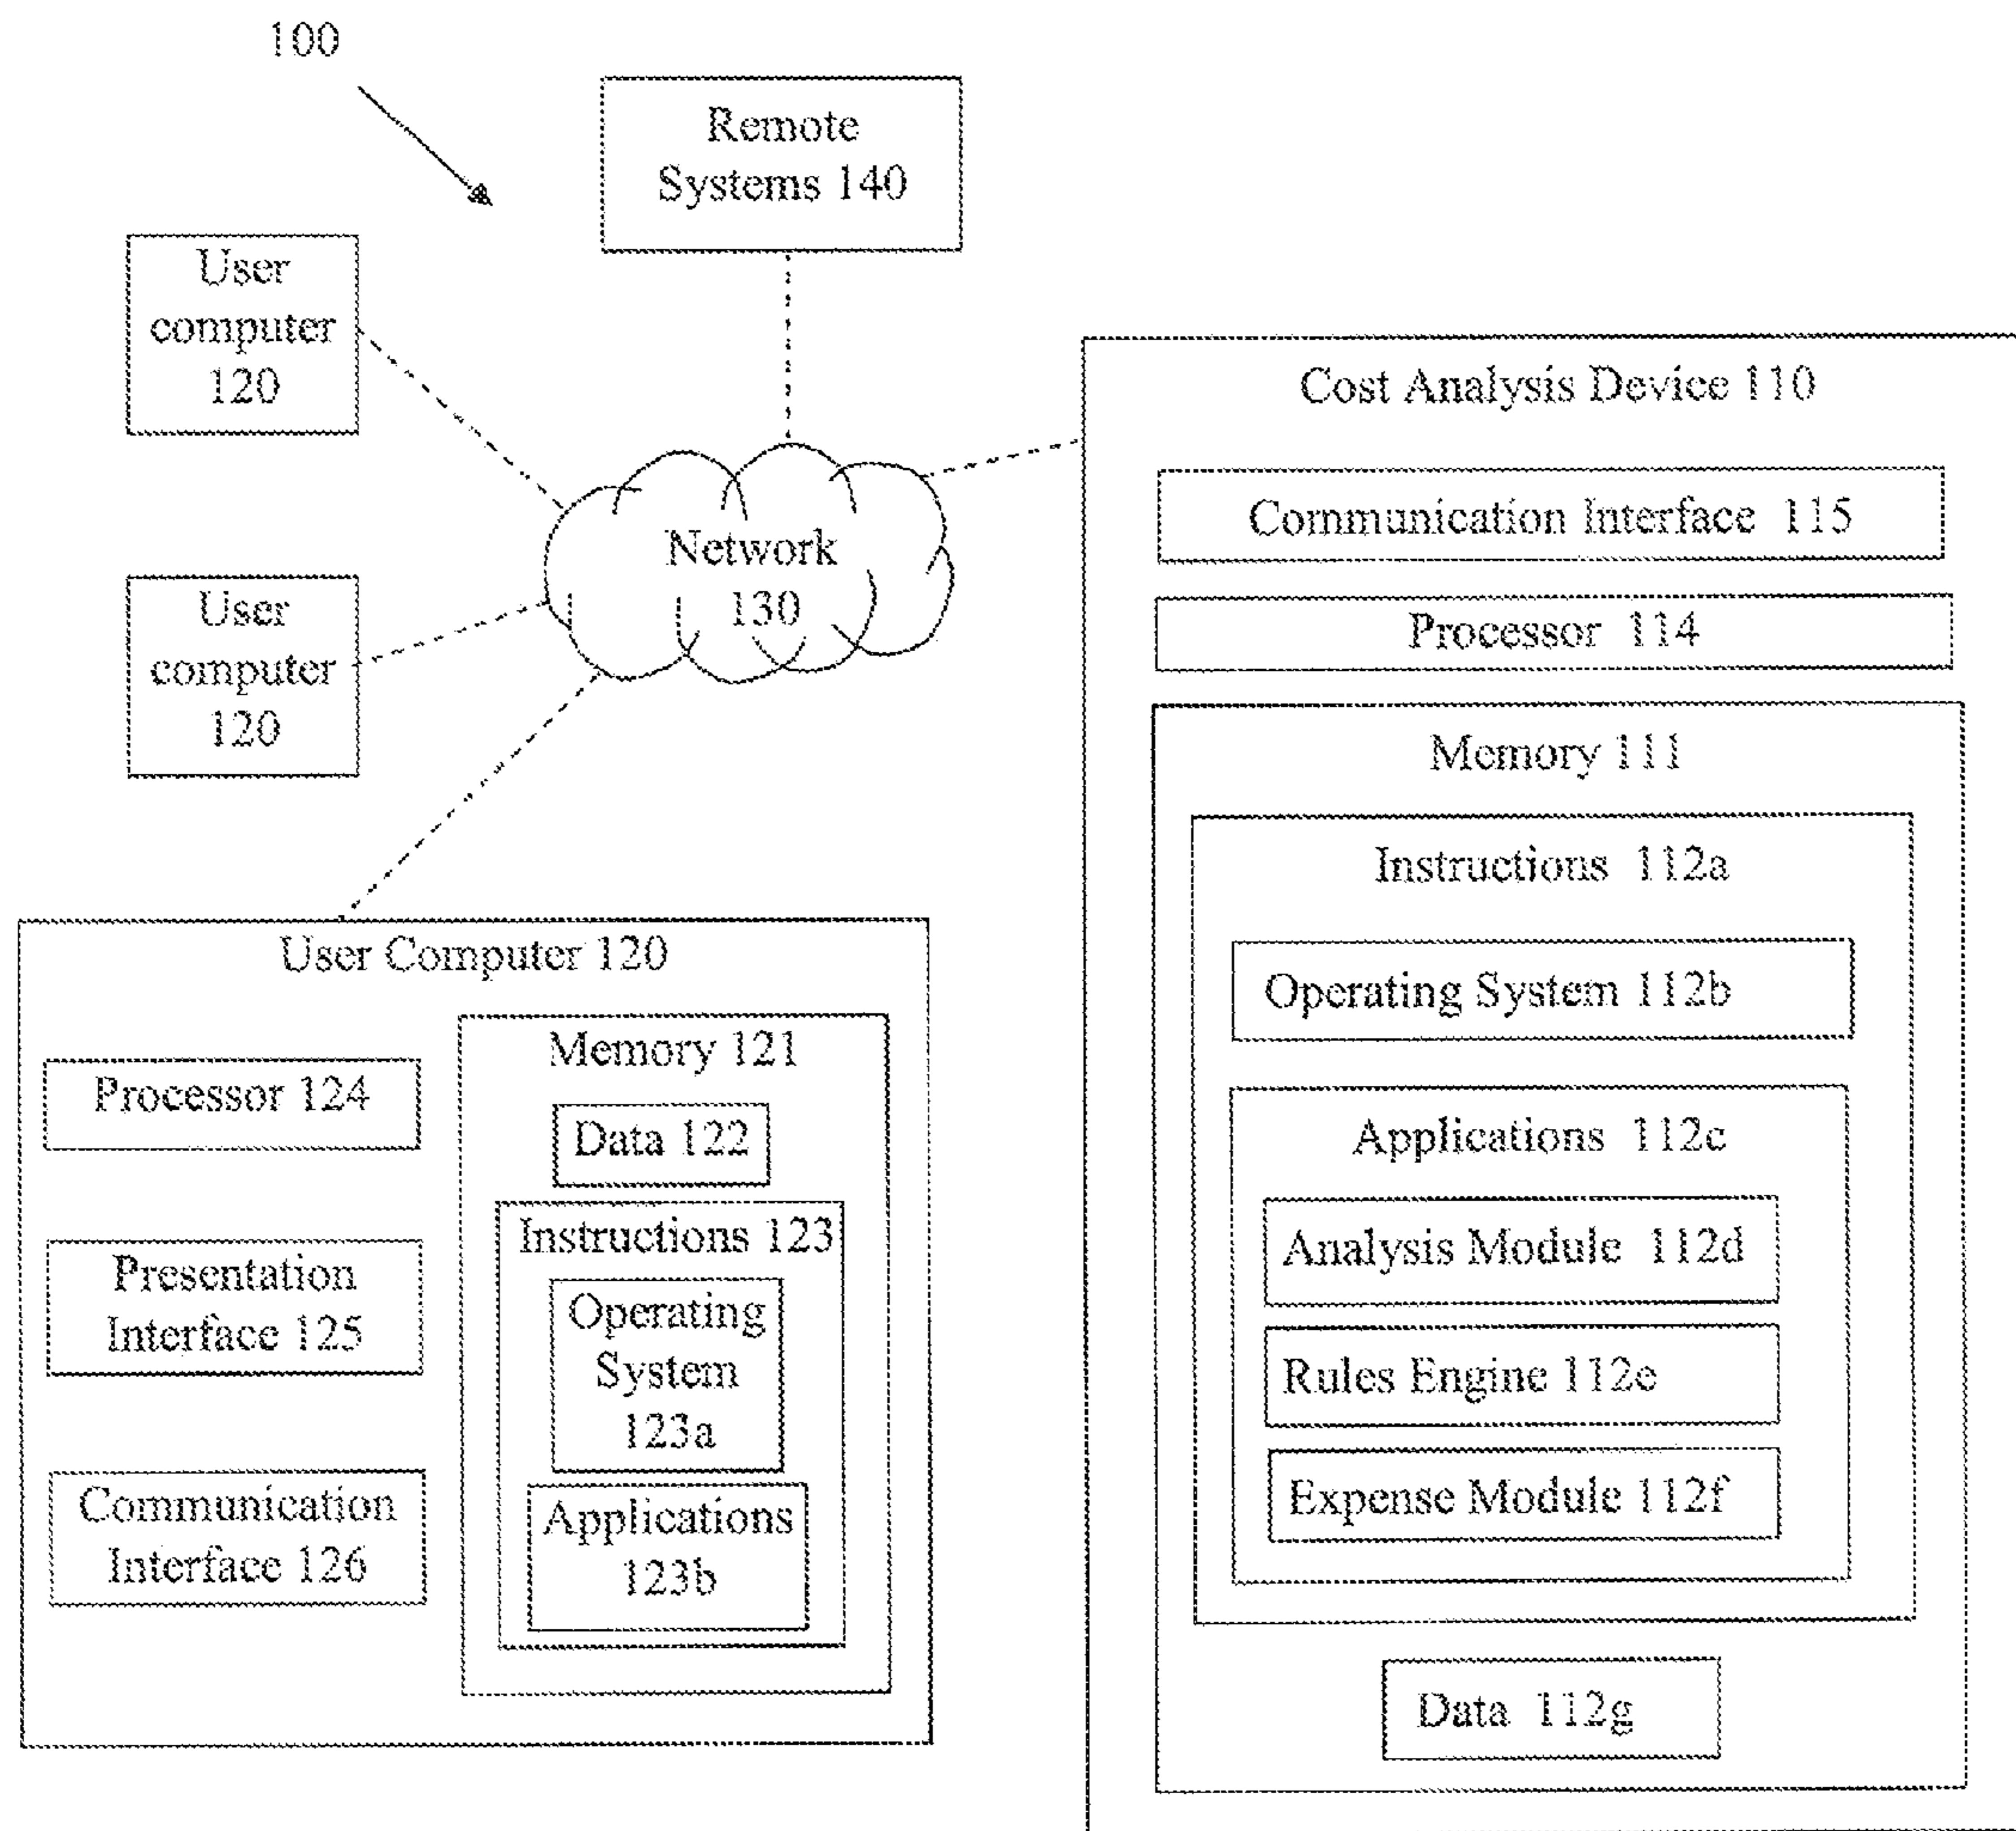 100
Remote
Systems 140
User
computer
120
Network
130
User
computer
120
Cost Analysis Device 110
Communication Interface 115
Processor 114
Memory 111
Instructions 112a
Operating System 112b
Applications 112c
Analysis Module 112d
Rules Engine 112e
Expense Module 112f
Data 112g
User Computer 120
Processor 124
Presentation
Interface 125
Communication
Interface 126
Memory 121
Data 122
Instructions 123
Operating
System
123a
Applications
123b